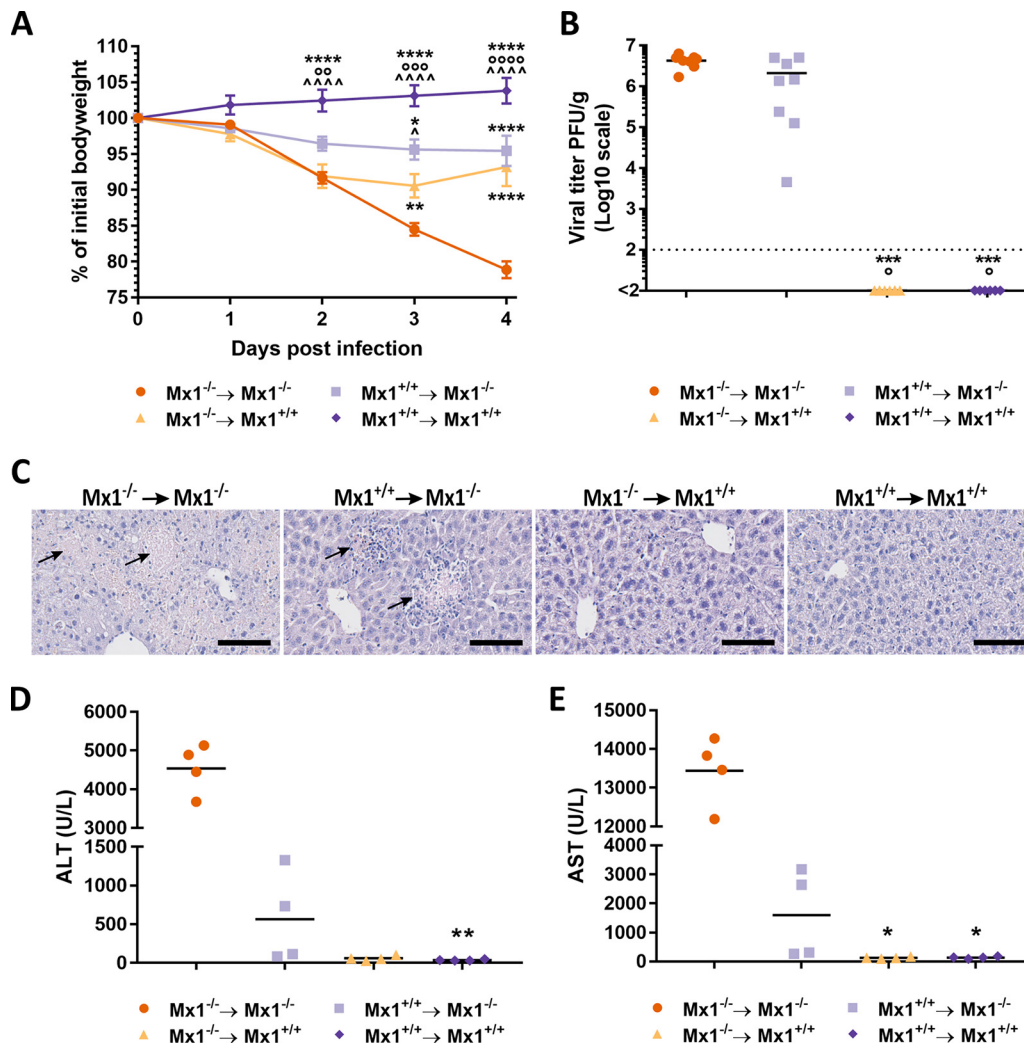 A
% of initial bodyweight
110
105
100
95
90
85
80
75
**** **** ****
oo ooo oooo
^^^^ ^^^^ ^^^^
*
^
****
**
****
0 1 2 3 4
Days post infection
Mx1-/- → Mx1-/- Mx1+/+ → Mx1-/-
Mx1-/- → Mx1+/+ Mx1+/+ → Mx1+/+
B
Viral titer PFU/g
(Log10 scale)
7
6
5
4
3
2
<2
*** ***
o o
Mx1-/- → Mx1-/- Mx1+/+ → Mx1-/-
Mx1-/- → Mx1+/+ Mx1+/+ → Mx1+/+
C
Mx1-/- → Mx1-/- Mx1+/+ → Mx1-/- Mx1-/- → Mx1+/+ Mx1+/+ → Mx1+/+
D
ALT (U/L)
6000
5000
4000
3000
1500
1000
500
0
**
Mx1-/- → Mx1-/- Mx1+/+ → Mx1-/-
Mx1-/- → Mx1+/+ Mx1+/+ → Mx1+/+
E
AST (U/L)
15000
14000
13000
12000
4000
3000
2000
1000
0
* *
Mx1-/- → Mx1-/- Mx1+/+ → Mx1-/-
Mx1-/- → Mx1+/+ Mx1+/+ → Mx1+/+